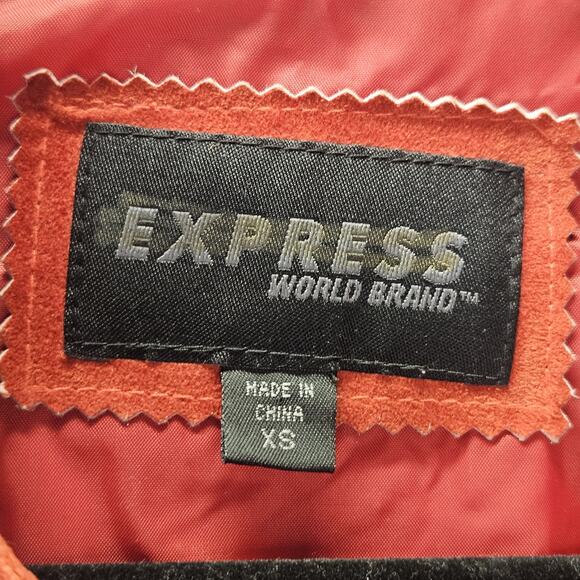 EXPRESS
WORLD BRAND™
MADE IN
CHINA
XS